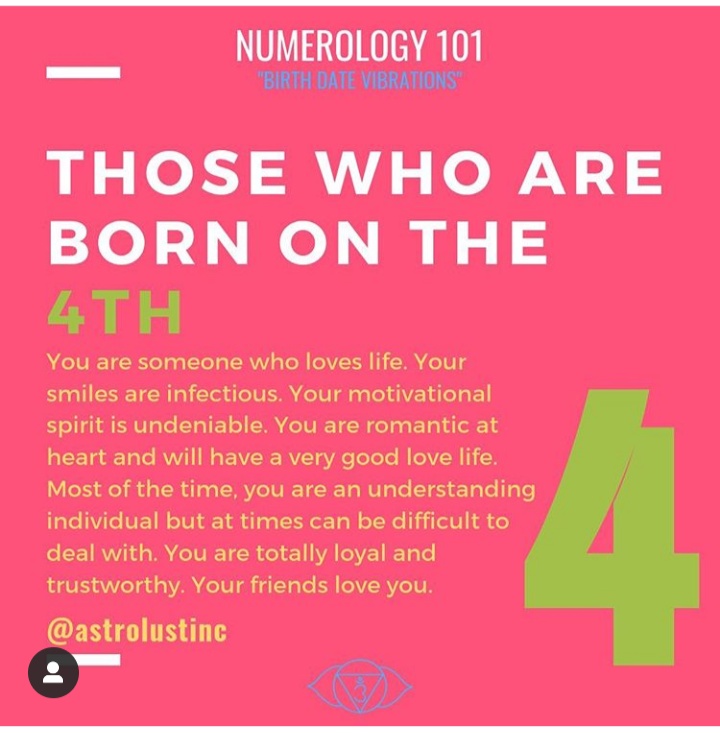 NUMEROLOGY 101
"BIRTH DATE VIBRATIONS"
THOSE WHO ARE
BORN ON THE
4TH
You are someone who loves life. Your
smiles are infectious. Your motivational
spirit is undeniable. You are romantic at
heart and will have a very good love life.
Most of the time, you are an understanding
individual but at times can be difficult to
deal with. You are totally loyal and
trustworthy. Your friends love you.
4
@astrolustinc